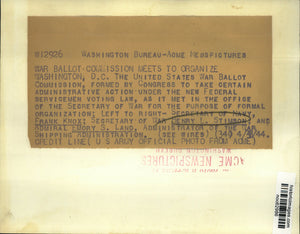 W12926 Washington Bureau-Acme Newspictures
WAR BALLOT COMMISSION MEETS TO ORGANIZE
WASHINGTON, D.C. The United States War Ballot
Commission, formed by Congress to take certain
administrative action under the new Federal
servicemen voting law, as it met in the office
of the Secretary of War for the purpose of formal
organization: left to right- Secretary of Navy,
Frank Knox; Secretary of War Henry L. Stimson; and
Admiral Emory S. Land, Administrator of the
Shipping Administration. (See Bines)
Credit Line (U S Army Official Photo from Acme)
ACME NEWSPICTURES
WASHINGTON BUREAU